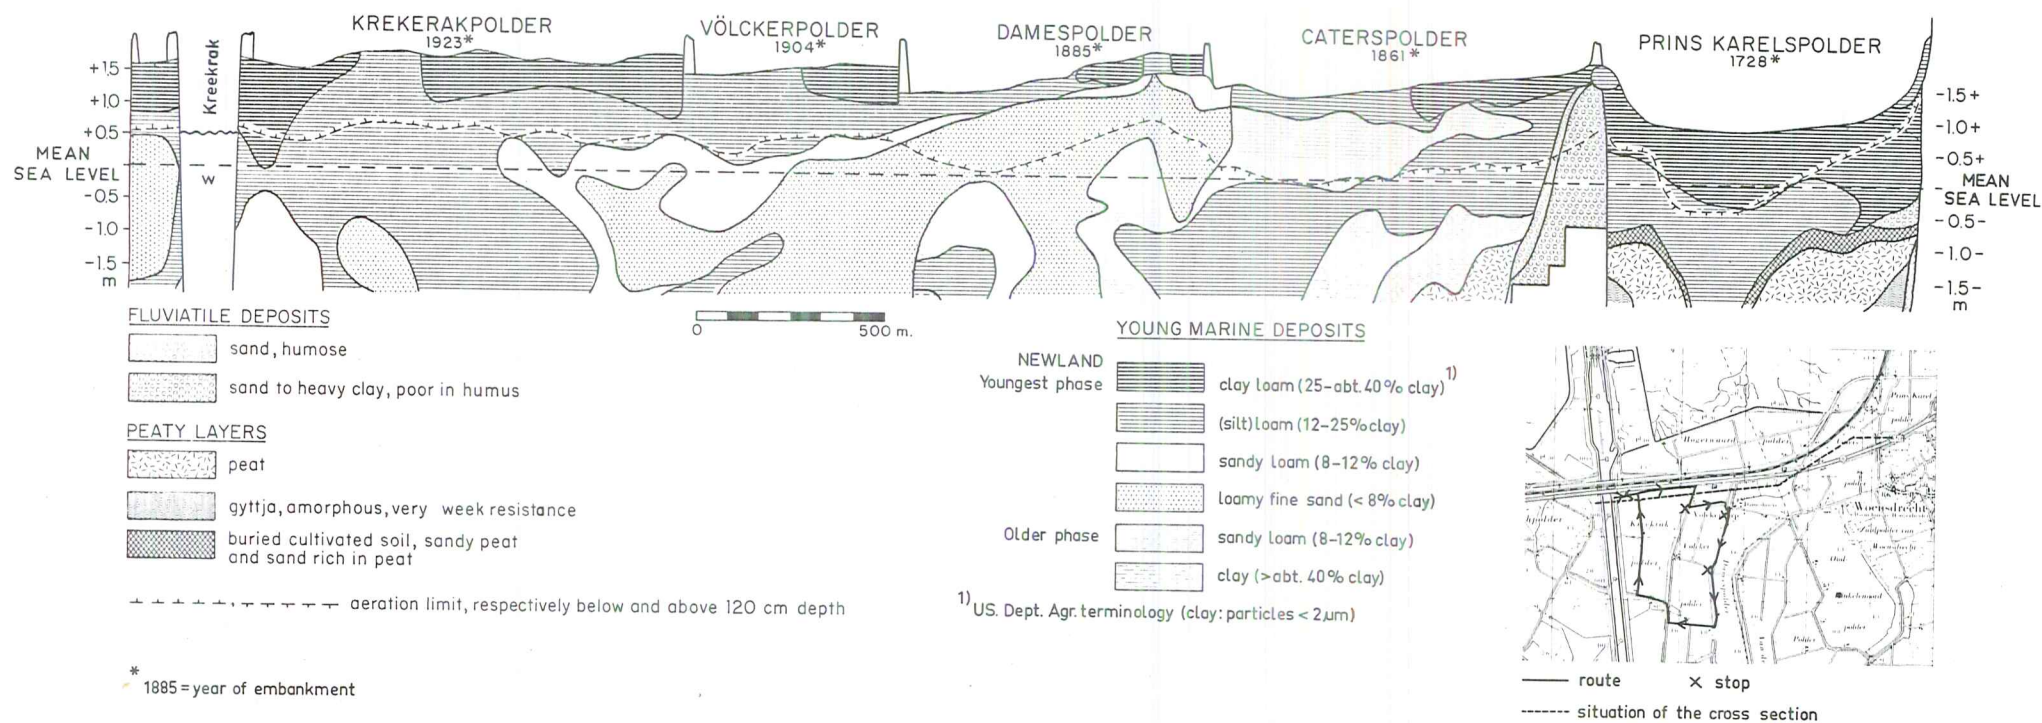 KREKERAKPOLDER
1923*
VÖLCKERPOLDER
1904*
DAMESPOLDER
1885*
CATERSPOLDER
1861*
PRINS KARELSPOLDER
1728*
Kreekrak
W
+1.5
+1.0
+0.5
MEAN
SEA LEVEL
-0.5
-1.0
-1.5
m
-1.5+
-1.0+
-0.5+
MEAN
SEA LEVEL
-0.5-
-1.0-
-1.5-
m
FLUVIATILE DEPOSITS
sand, humose
sand to heavy clay, poor in humus
PEATY LAYERS
peat
gyttja, amorphous, very week resistance
buried cultivated soil, sandy peat
and sand rich in peat
aeration limit, respectively below and above 120 cm depth
* 1885 = year of embankment
0 500 m.
YOUNG MARINE DEPOSITS
NEWLAND
Youngest phase
clay loam (25-abt. 40% clay) 1)
(silt) loam (12-25% clay)
sandy loam (8-12% clay)
loamy fine sand (< 8% clay)
Older phase
sandy loam (8-12% clay)
clay (>abt. 40% clay)
1) US. Dept. Agr. terminology (clay: particles < 2µm)
Woensdrecht
route
x stop
situation of the cross section